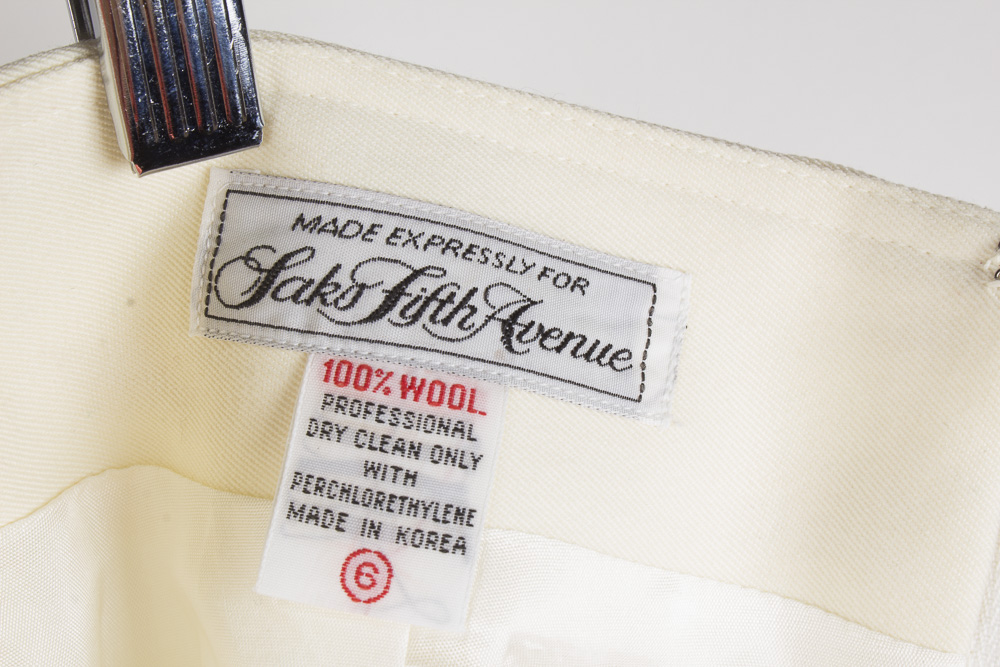 MADE EXPRESSLY FOR
Saks Fifth Avenue
100% WOOL
PROFESSIONAL
DRY CLEAN ONLY
WITH
PERCHLORETHYLENE
MADE IN KOREA
6